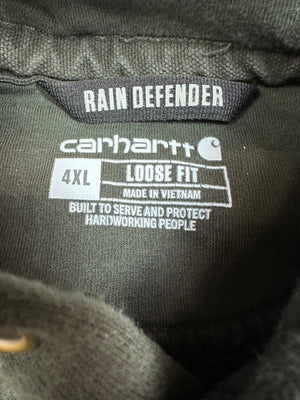 RAIN DEFENDER
carhartt
4XL
LOOSE FIT
MADE IN VIETNAM
BUILT TO SERVE AND PROTECT
HARDWORKING PEOPLE